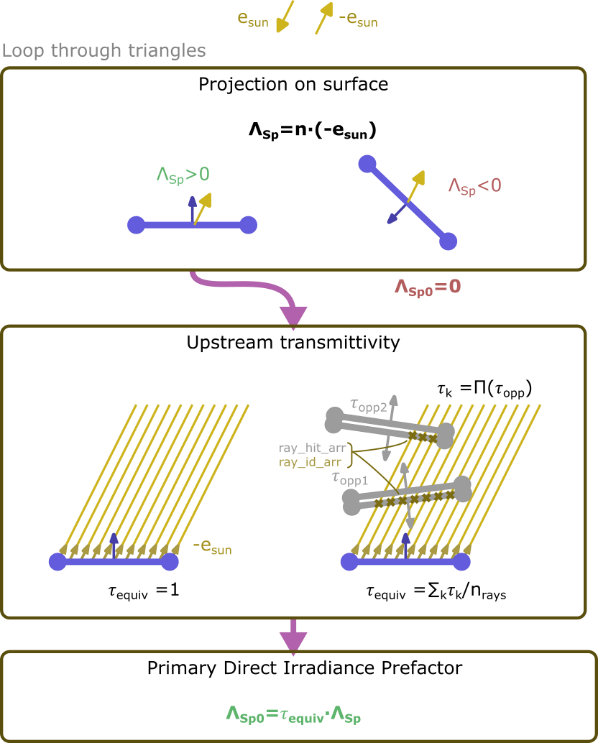 e_sun -e_sun
Loop through triangles
Projection on surface
Λ_Sp=n·(-e_sun)
Λ_Sp>0
Λ_Sp<0
Λ_Sp0=0
Upstream transmittivity
τ_k =Π(τ_opp)
τ_opp2
ray_hit_arr
ray_id_arr
τ_opp1
-e_sun
τ_equiv =1
τ_equiv =∑_kτ_k/n_rays
Primary Direct Irradiance Prefactor
Λ_Sp0=τ_equiv·Λ_Sp